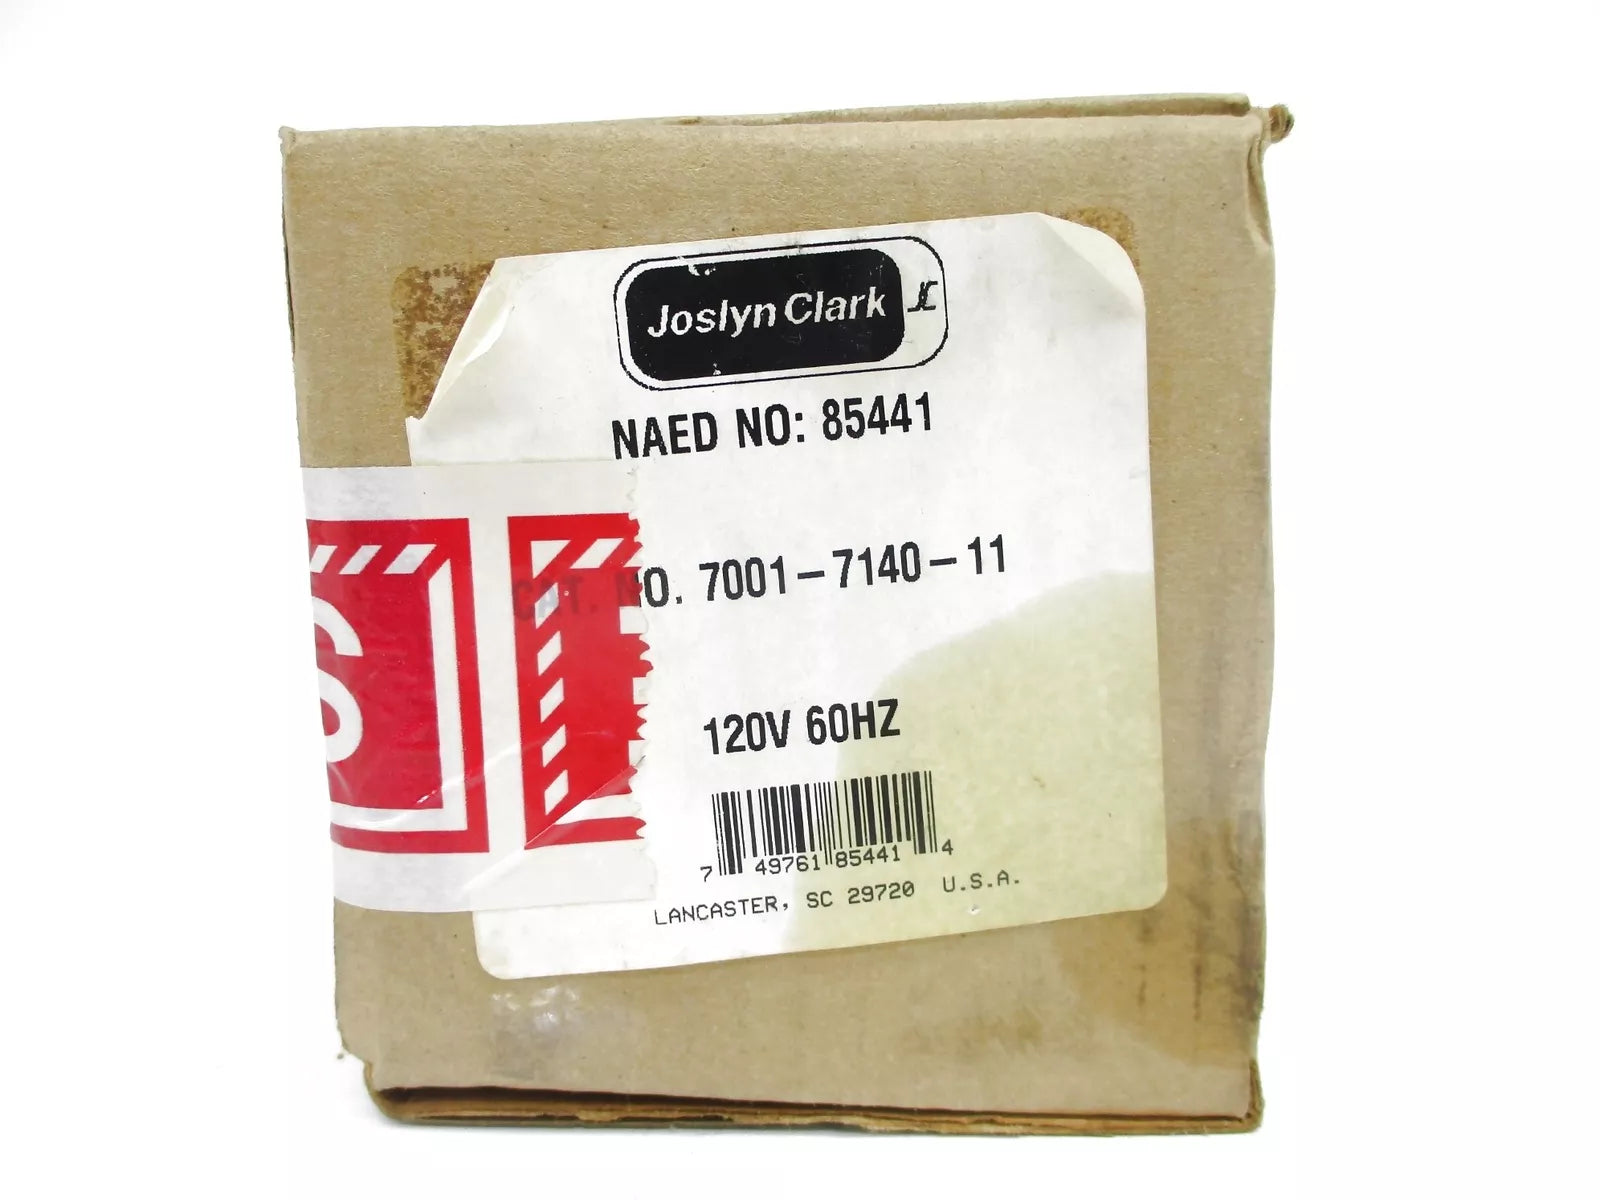 Joslyn Clark JC
NAED NO: 85441
CAT. NO. 7001-7140-11
S
120V 60HZ
7 49761 85441 4
LANCASTER, SC 29720 U.S.A.